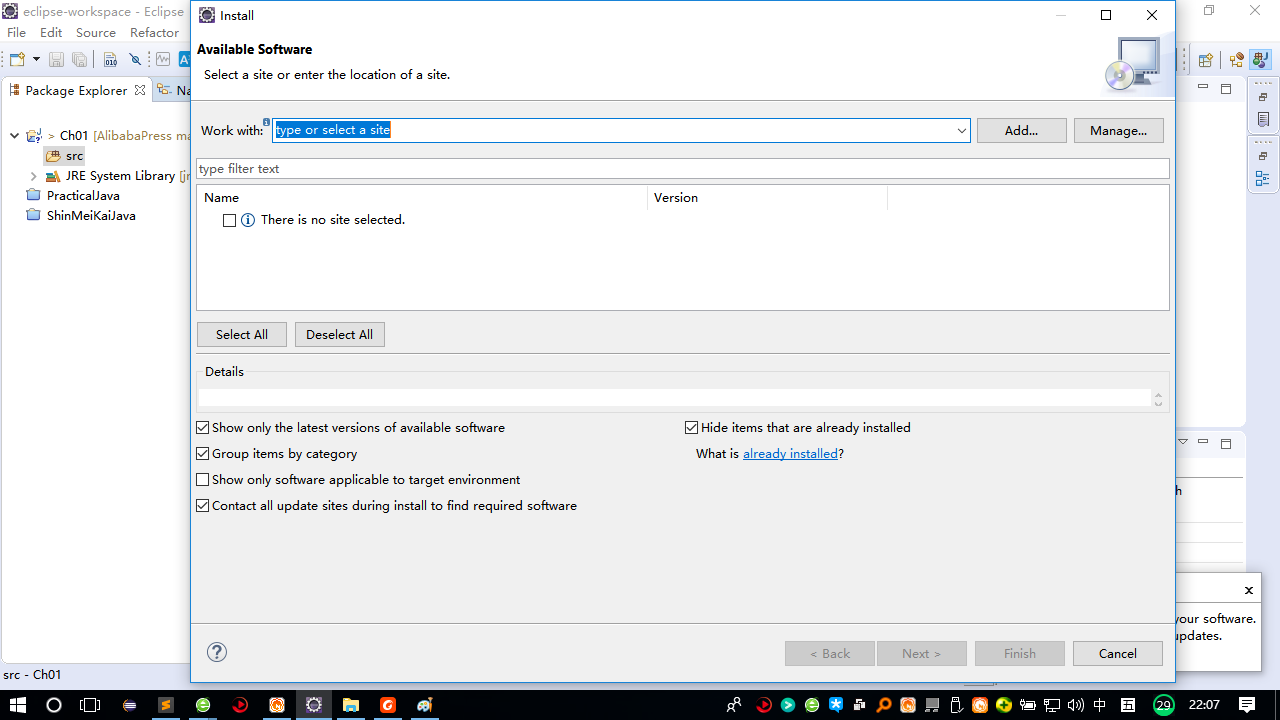 eclipse-workspace - Eclipse
Install
File Edit Source Refactor
Available Software
Select a site or enter the location of a site.
Package Explorer
Na
Work with:
type or select a site
Add...
Manage...
> Ch01 [AlibabaPress ma
src
JRE System Library [jr
PracticalJava
ShinMeiKaiJava
type filter text
Name Version
There is no site selected.
Select All
Deselect All
Details
Show only the latest versions of available software
Hide items that are already installed
Group items by category
What is already installed?
Show only software applicable to target environment
Contact all update sites during install to find required software
your software.
updates.
< Back
Next >
Finish
Cancel
src - Ch01
中
五
29
22:07